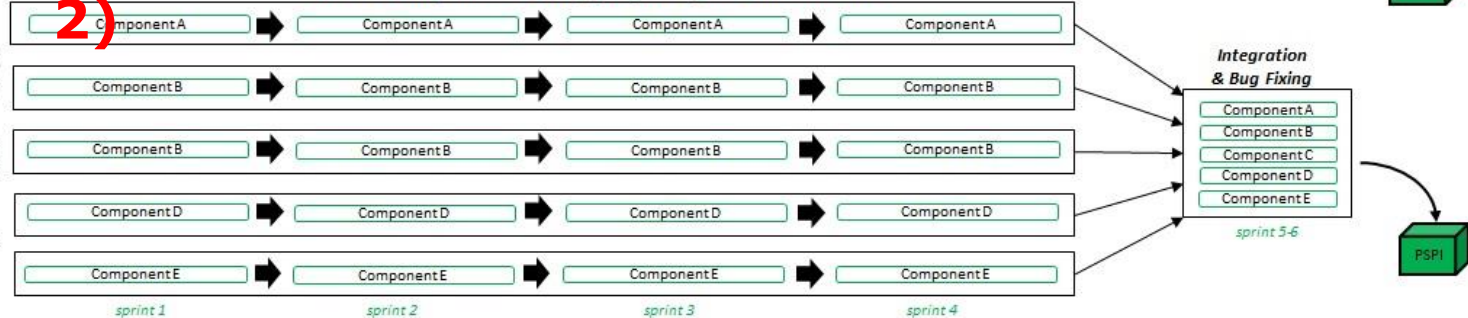 2)
Component A Component A Component A Component A
Component B Component B Component B Component B
Component B Component B Component B Component B
Component D Component D Component D Component D
Component E Component E Component E Component E
sprint 1 sprint 2 sprint 3 sprint 4
Integration
& Bug Fixing
Component A
Component B
Component C
Component D
Component E
sprint 5-6
PSPI